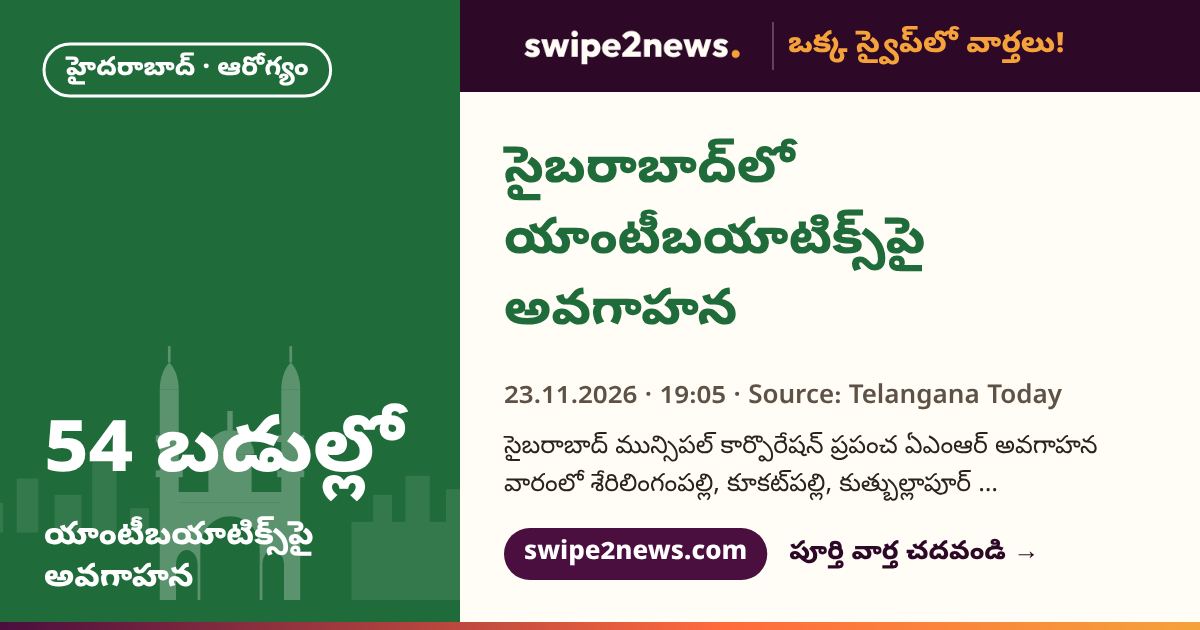 హైదరాబాద్ · ఆరోగ్యం
54 బడుల్లో
యాంటీబయాటిక్స్‌పై
అవగాహన
swipe2news.
ఒక్క స్వైప్‌లో వార్తలు!
సైబరాబాద్‌లో
యాంటీబయాటిక్స్‌పై
అవగాహన
23.11.2026 · 19:05 · Source: Telangana Today
సైబరాబాద్ మున్సిపల్ కార్పొరేషన్ ప్రపంచ ఏఎంఆర్ అవగాహన
వారంలో శేరిలింగంపల్లి, కూకట్‌పల్లి, కుత్బుల్లాపూర్ ...
swipe2news.com
పూర్తి వార్త చదవండి →